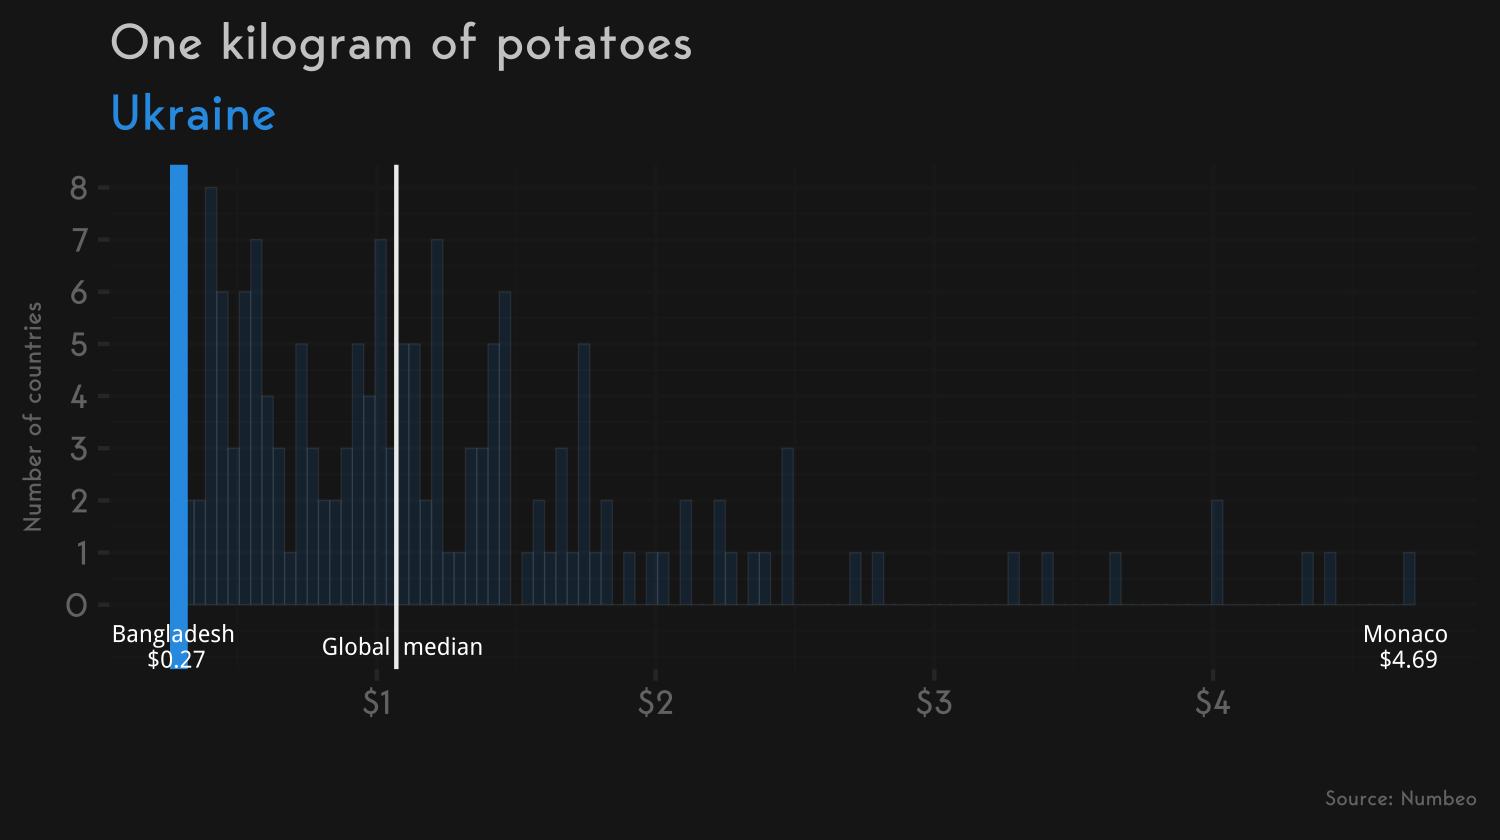 One kilogram of potatoes
Ukraine
Number of countries
8
7
6
5
4
3
2
1
0
Bangladesh
$0.27
Global median
Monaco
$4.69
$1
$2
$3
$4
Source: Numbeo